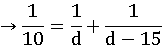 → 1/10 = 1/d + 1/(d − 15)